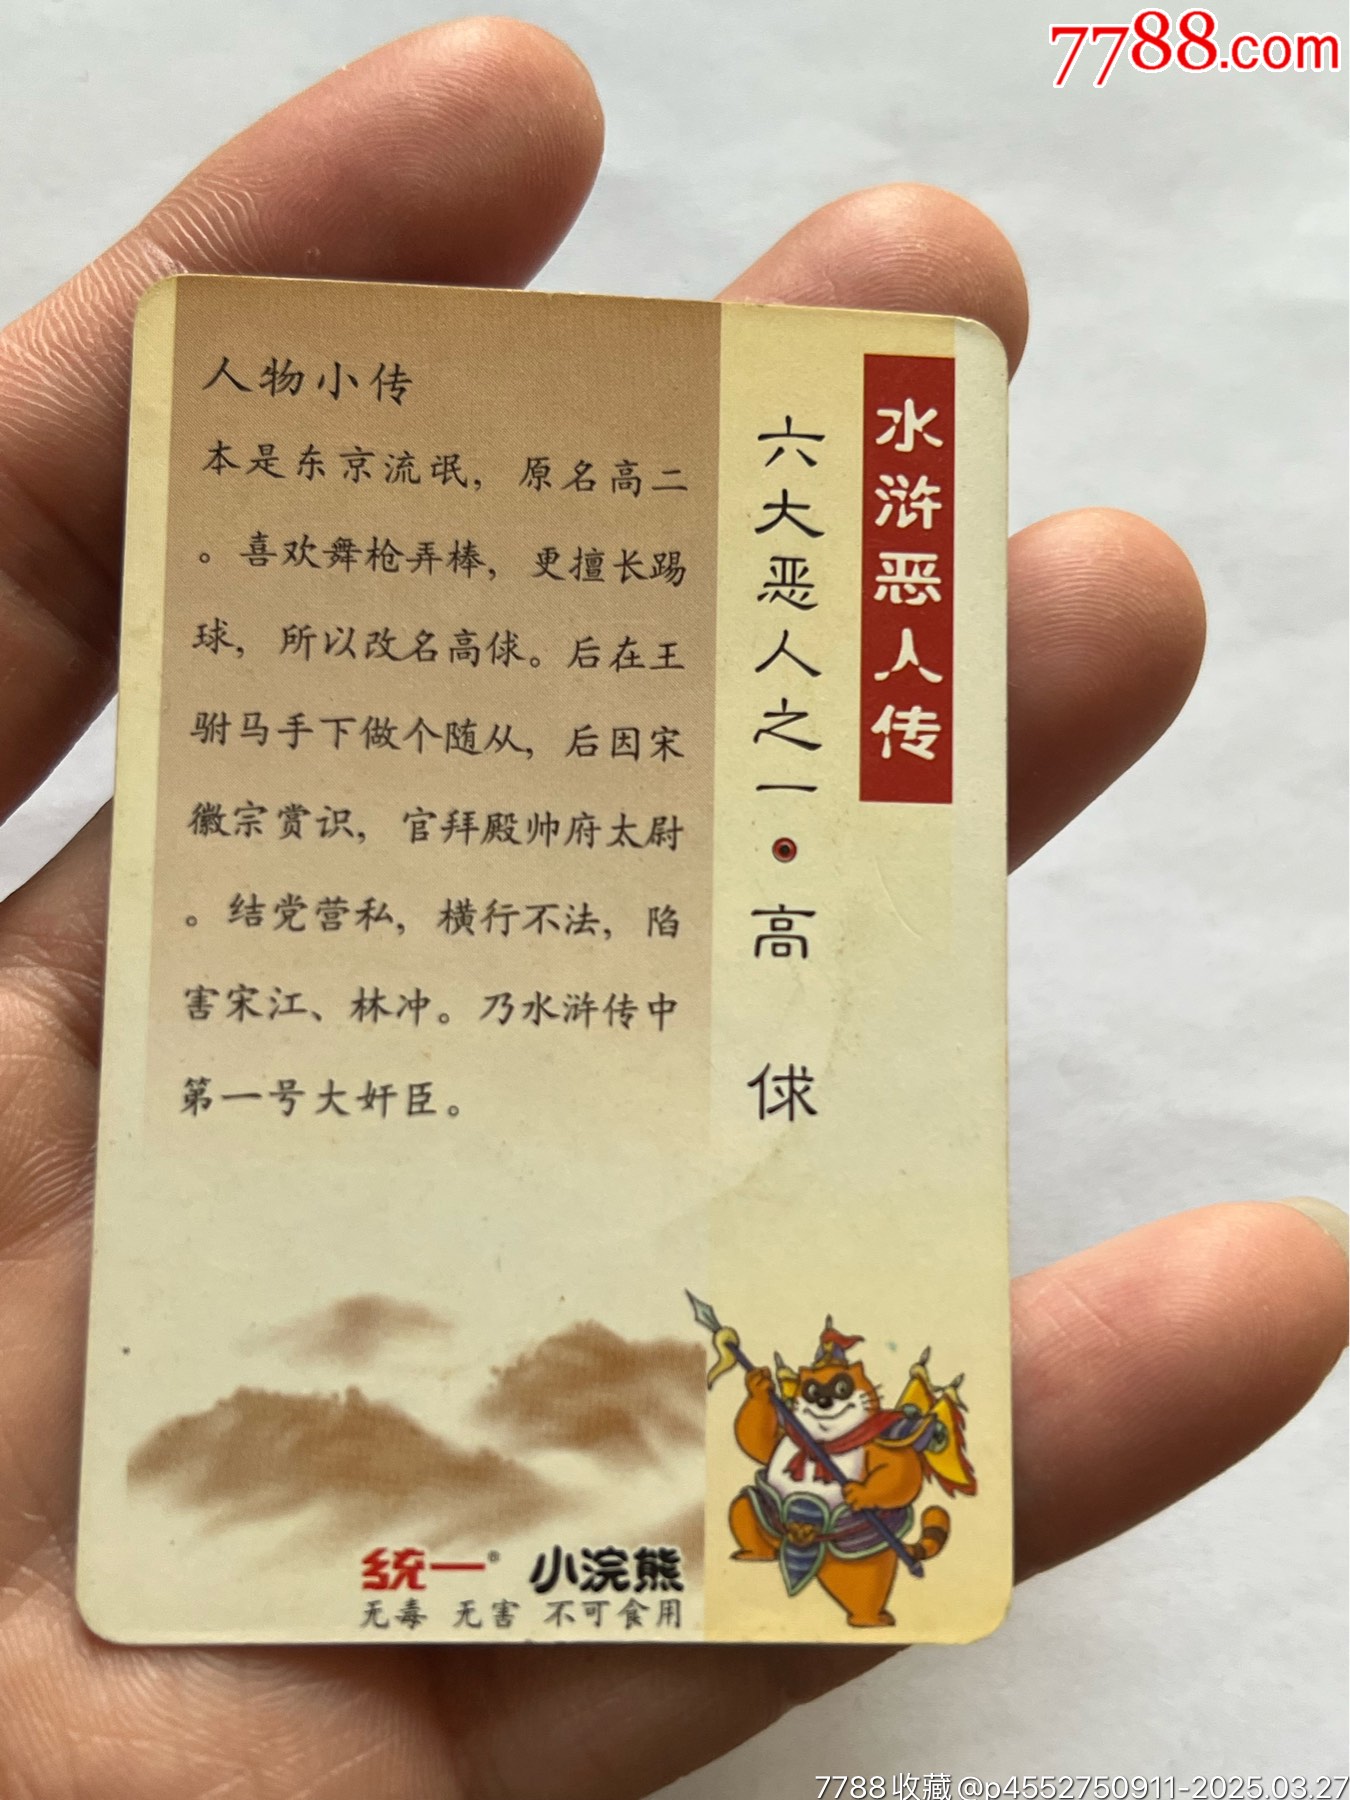 7788.com
水浒恶人传
六大恶人之一·高俅
人物小传
本是东京流氓，原名高二
。喜欢舞枪弄棒，更擅长踢
球，所以改名高俅。后在王
驸马手下做个随从，后因宋
徽宗赏识，官拜殿帅府太尉
。结党营私，横行不法，陷
害宋江、林冲。乃水浒传中
第一号大奸臣。
统一® 小浣熊
无毒 无害 不可食用
7788收藏@p4552750911-2025.03.27